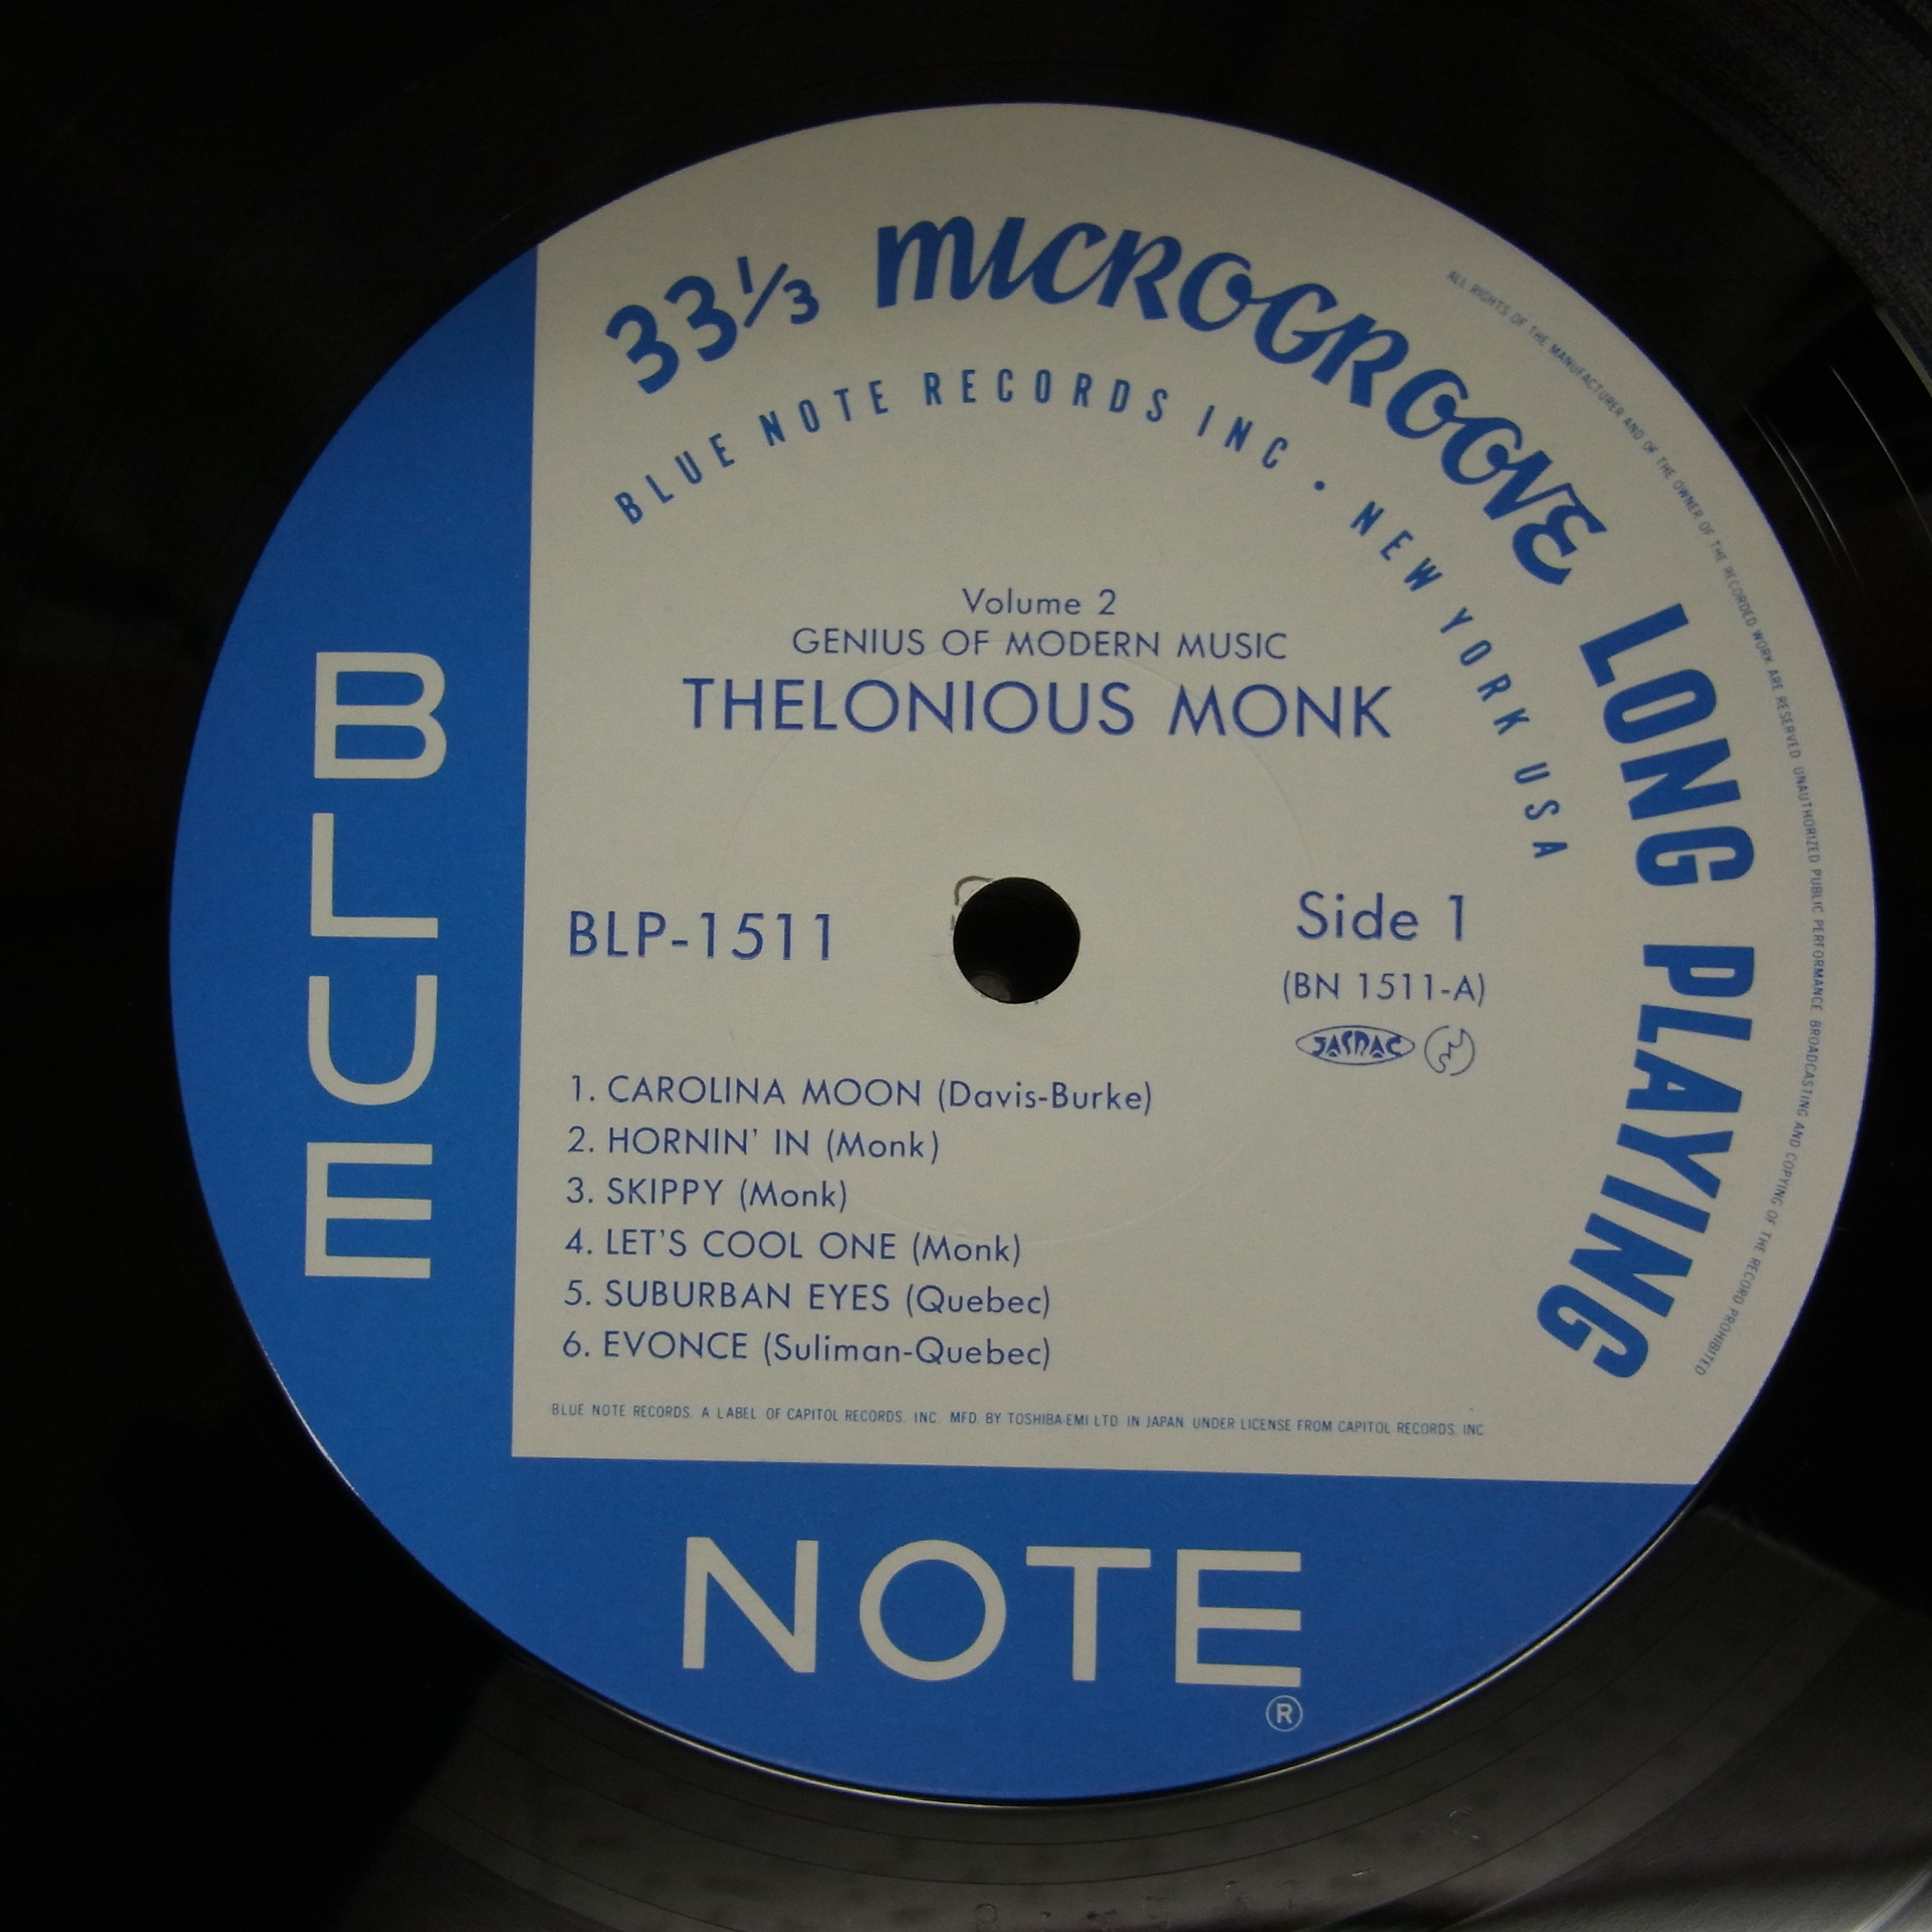 33⅓ MICROGROOVE LONG PLAYING
BLUE NOTE RECORDS INC • NEW YORK USA
ALL RIGHTS OF THE MANUFACTURER AND OF THE OWNER OF THE RECORDED WORK ARE RESERVED UNAUTHORIZED PUBLIC PERFORMANCE BROADCASTING AND COPYING OF THE RECORD PROHIBITED
Volume 2
GENIUS OF MODERN MUSIC
THELONIOUS MONK
BLP-1511
Side 1
(BN 1511-A)
JASRAC
1. CAROLINA MOON (Davis-Burke)
2. HORNIN' IN (Monk)
3. SKIPPY (Monk)
4. LET'S COOL ONE (Monk)
5. SUBURBAN EYES (Quebec)
6. EVONCE (Suliman-Quebec)
BLUE NOTE RECORDS. A LABEL OF CAPITOL RECORDS, INC. MFD. BY TOSHIBA-EMI LTD. IN JAPAN. UNDER LICENSE FROM CAPITOL RECORDS, INC
BLUE
NOTE
®